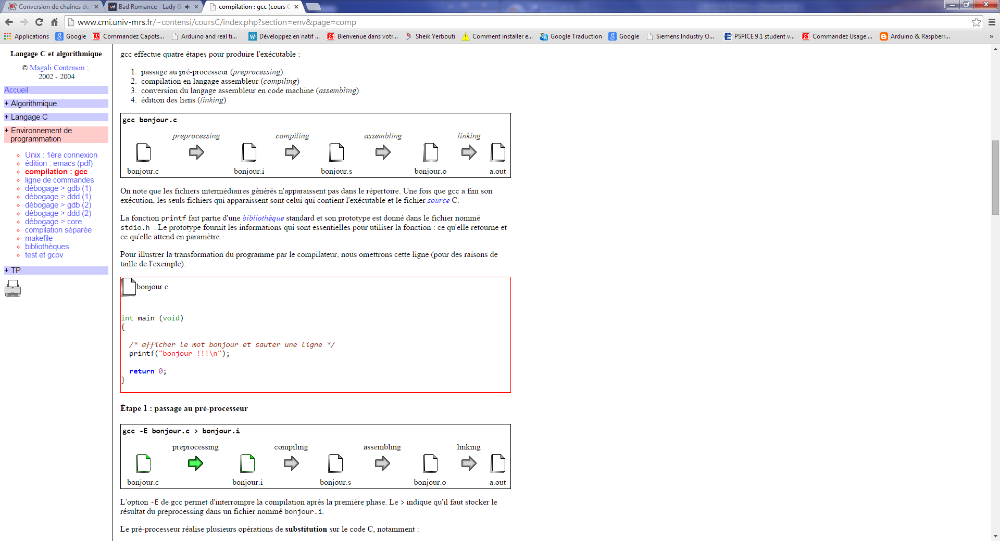 Conversion de chaînes de
Bad Romance - Lady G
compilation : gcc (cours C
www.cmi.univ-mrs.fr/~contensi/coursC/index.php?section=env&page=comp
Applications Google Commandez Capots... Arduino and real ti... Développez en natif ... Bienvenue dans votr... Sheik Yerbouti Comment installer e... Google Traduction Google Siemens Industry O... PSPICE 9.1 student v... Commandez Usage ... Arduino & Raspberr... »
Langage C et algorithmique
© Magali Contensin ;
2002 - 2004
Accueil
+ Algorithmique
+ Langage C
+ Environnement de
programmation
Unix : 1ère connexion
édition : emacs (pdf)
compilation : gcc
ligne de commandes
débogage > gdb (1)
débogage > ddd (1)
débogage > gdb (2)
débogage > ddd (2)
débogage > core
compilation séparée
makefile
bibliothèques
test et gcov
+ TP
gcc effectue quatre étapes pour produire l'exécutable :
1. passage au pré-processeur (preprocessing)
2. compilation en langage assembleur (compiling)
3. conversion du langage assembleur en code machine (assembling)
4. édition des liens (linking)
gcc bonjour.c
preprocessing compiling assembling linking
bonjour.c bonjour.i bonjour.s bonjour.o a.out
On note que les fichiers intermédiaires générés n'apparaissent pas dans le répertoire. Une fois que gcc a fini son
exécution, les seuls fichiers qui apparaissent sont celui qui contient l'exécutable et le fichier source C.
La fonction printf fait partie d'une bibliothèque standard et son prototype est donné dans le fichier nommé
stdio.h . Le prototype fournit les informations qui sont essentielles pour utiliser la fonction : ce qu'elle retourne et
ce qu'elle attend en paramètre.
Pour illustrer la transformation du programme par le compilateur, nous omettrons cette ligne (pour des raisons de
taille de l'exemple).
bonjour.c
int main (void)
{
/* afficher le mot bonjour et sauter une ligne */
printf("bonjour !!!\n");
return 0;
}
Étape 1 : passage au pré-processeur
gcc -E bonjour.c > bonjour.i
preprocessing compiling assembling linking
bonjour.c bonjour.i bonjour.s bonjour.o a.out
L'option -E de gcc permet d'interrompre la compilation après la première phase. Le > indique qu'il faut stocker le
résultat du preprocessing dans un fichier nommé bonjour.i.
Le pré-processeur réalise plusieurs opérations de substitution sur le code C, notamment :